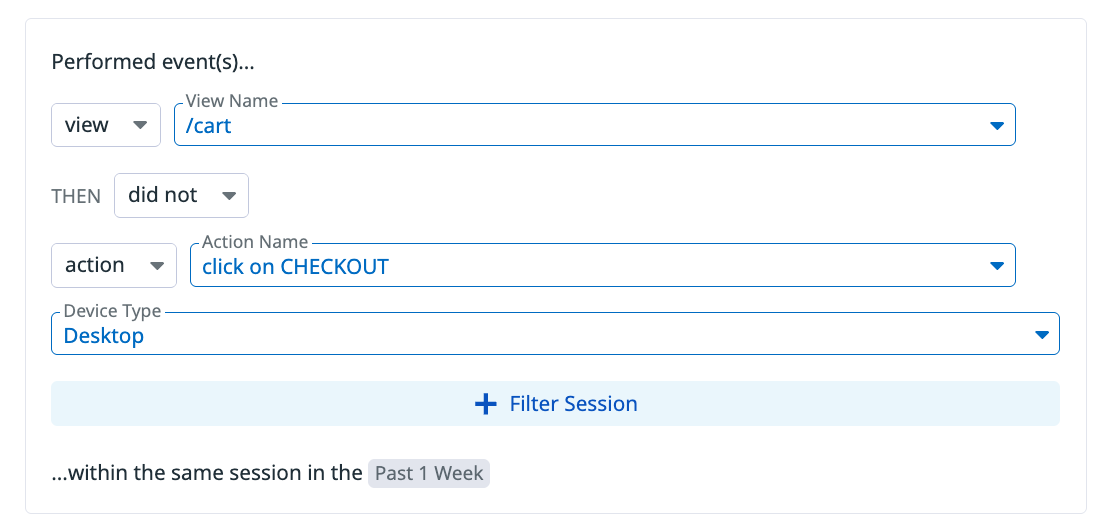 Performed event(s)...
view
View Name
/cart
THEN did not
action
Action Name
click on CHECKOUT
Device Type
Desktop
Filter Session
...within the same session in the Past 1 Week